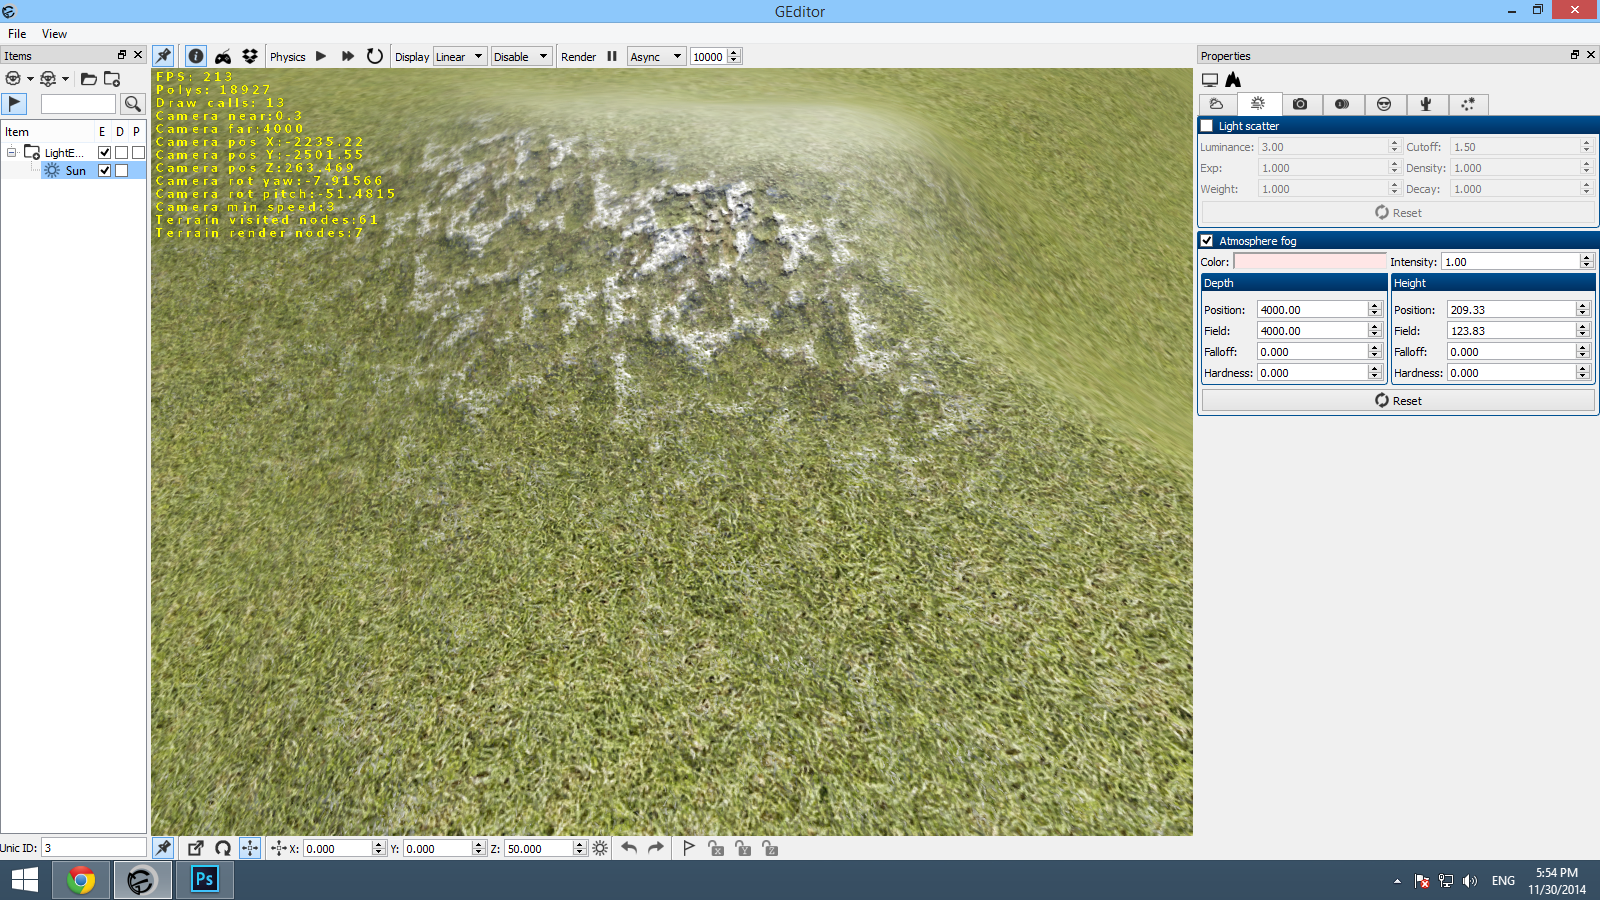 GEditor
File View
Items
Physics Display Linear Disable Render Async 10000
Properties
FPS: 213
Polys: 18927
Draw calls: 13
Camera near:0.3
Camera far:4000
Camera pos X:-2235.22
Camera pos Y:-2501.55
Camera pos Z:263.469
Camera rot yaw:-7.91566
Camera rot pitch:-51.4815
Camera min speed:3
Terrain visited nodes:61
Terrain render nodes:7
Item E D P
LightE...
Sun
Light scatter
Luminance: 3.00 Cutoff: 1.50
Exp: 1.000 Density: 1.000
Weight: 1.000 Decay: 1.000
Reset
Atmosphere fog
Color: Intensity: 1.00
Depth Height
Position: 4000.00 Position: 209.33
Field: 4000.00 Field: 123.83
Falloff: 0.000 Falloff: 0.000
Hardness: 0.000 Hardness: 0.000
Reset
Unic ID: 3
X: 0.000 Y: 0.000 Z: 50.000
X Y Z
Ps
ENG
5:54 PM
11/30/2014